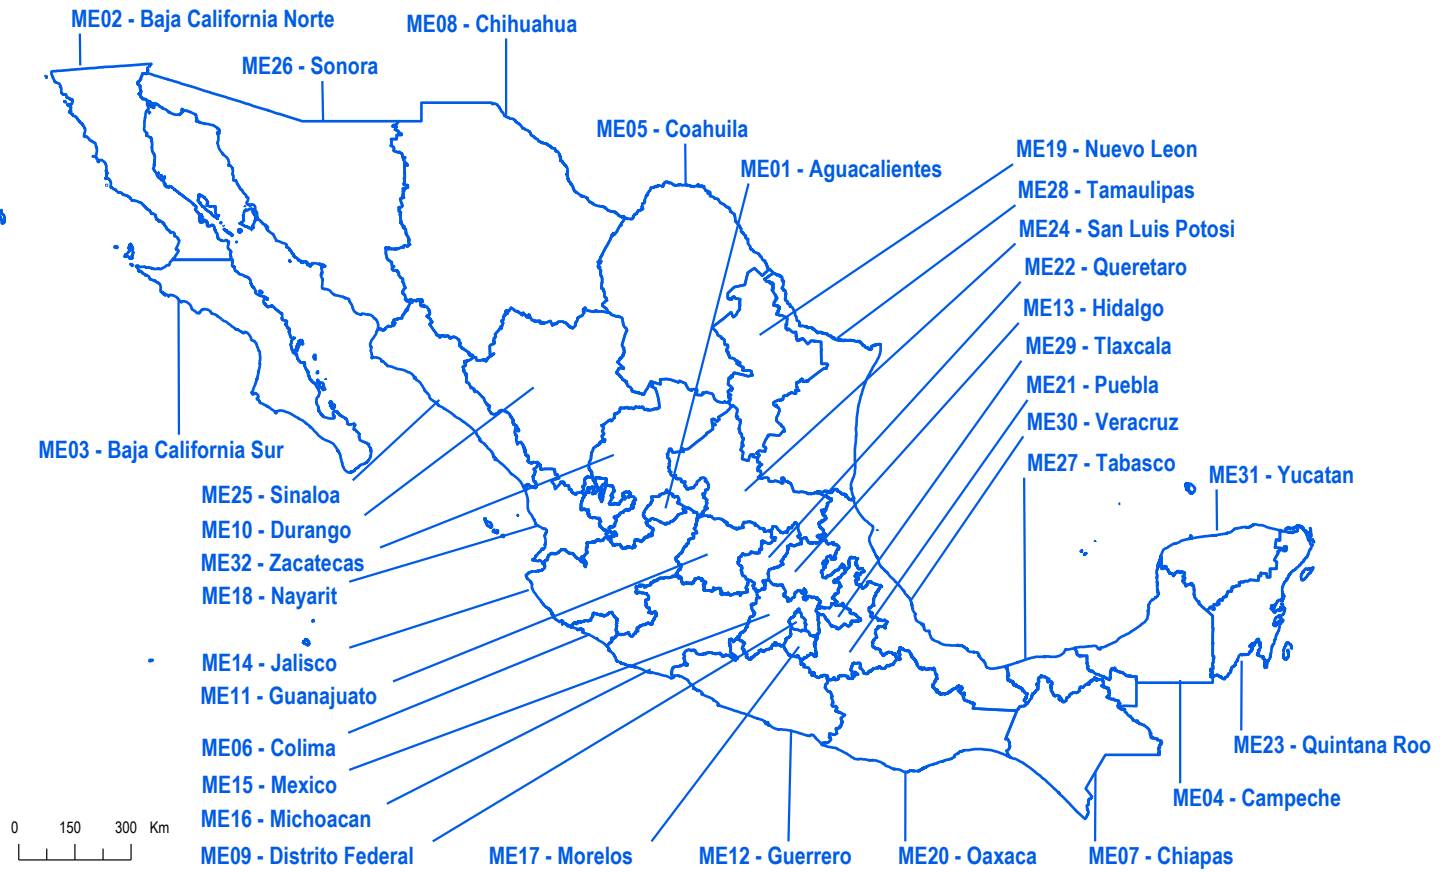 ME02 - Baja California Norte
ME08 - Chihuahua
ME26 - Sonora
ME05 - Coahuila
ME01 - Aguacalientes
ME19 - Nuevo Leon
ME28 - Tamaulipas
ME24 - San Luis Potosi
ME22 - Queretaro
ME13 - Hidalgo
ME29 - Tlaxcala
ME21 - Puebla
ME30 - Veracruz
ME27 - Tabasco
ME31 - Yucatan
ME03 - Baja California Sur
ME25 - Sinaloa
ME10 - Durango
ME32 - Zacatecas
ME18 - Nayarit
ME14 - Jalisco
ME11 - Guanajuato
ME06 - Colima
ME15 - Mexico
ME16 - Michoacan
ME09 - Distrito Federal
ME17 - Morelos
ME12 - Guerrero
ME20 - Oaxaca
ME07 - Chiapas
ME04 - Campeche
ME23 - Quintana Roo
0 150 300 Km